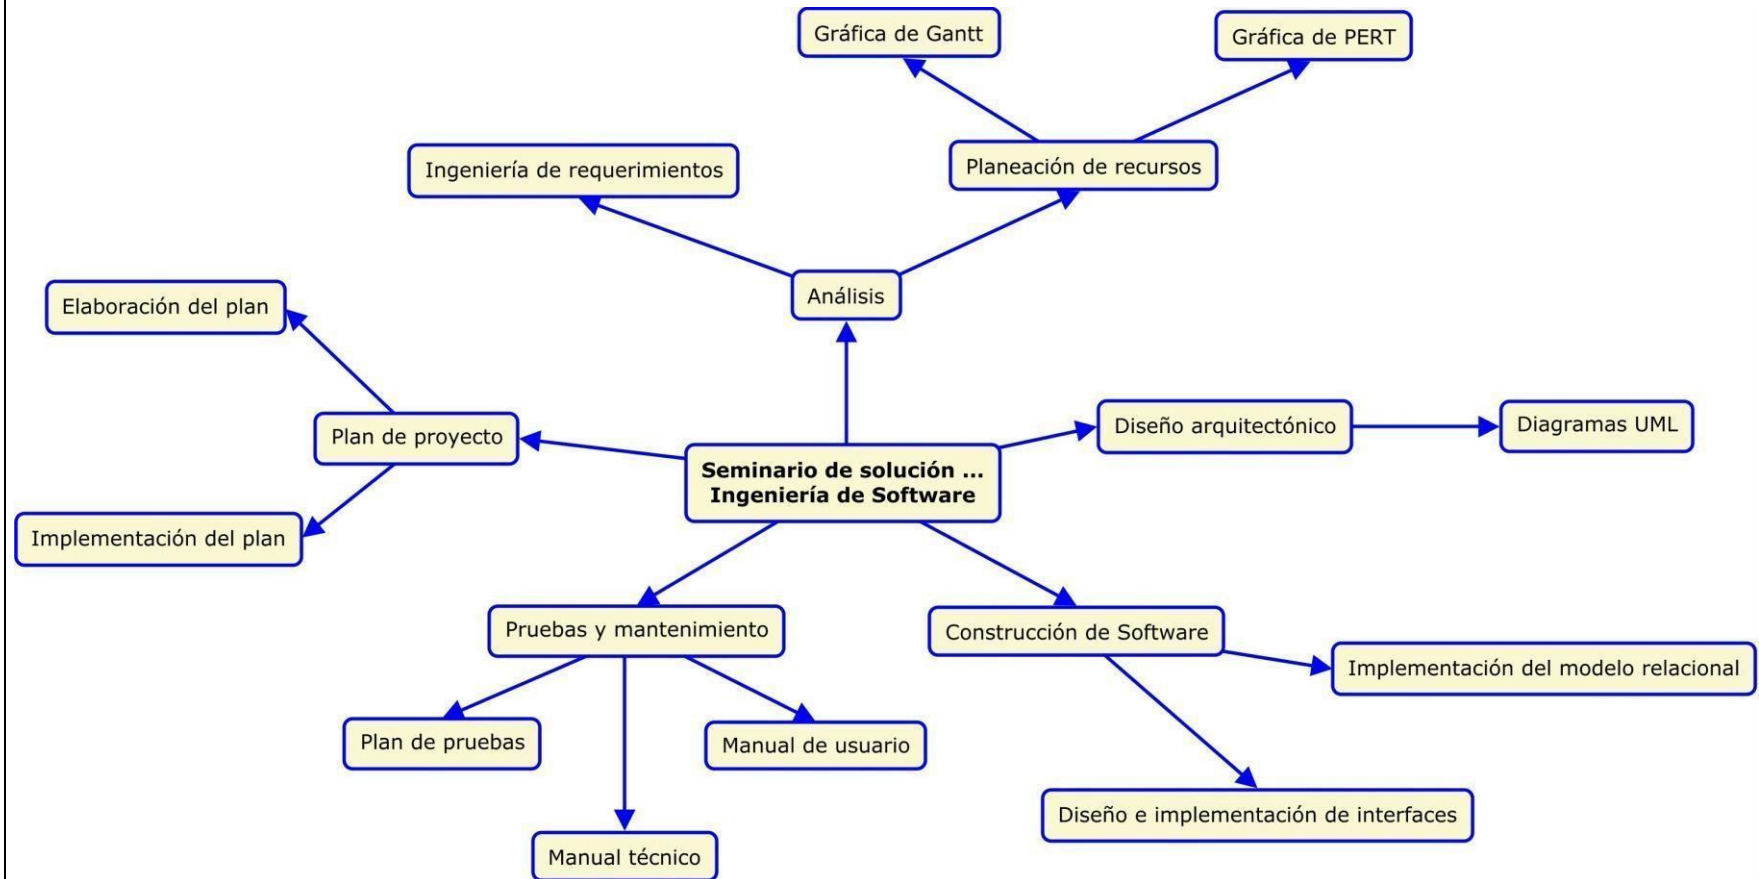 Gráfica de Gantt
Gráfica de PERT
Ingeniería de requerimientos
Planeación de recursos
Análisis
Elaboración del plan
Plan de proyecto
Diseño arquitectónico
Diagramas UML
Seminario de solución ...
Ingeniería de Software
Implementación del plan
Pruebas y mantenimiento
Construcción de Software
Implementación del modelo relacional
Plan de pruebas
Manual de usuario
Diseño e implementación de interfaces
Manual técnico